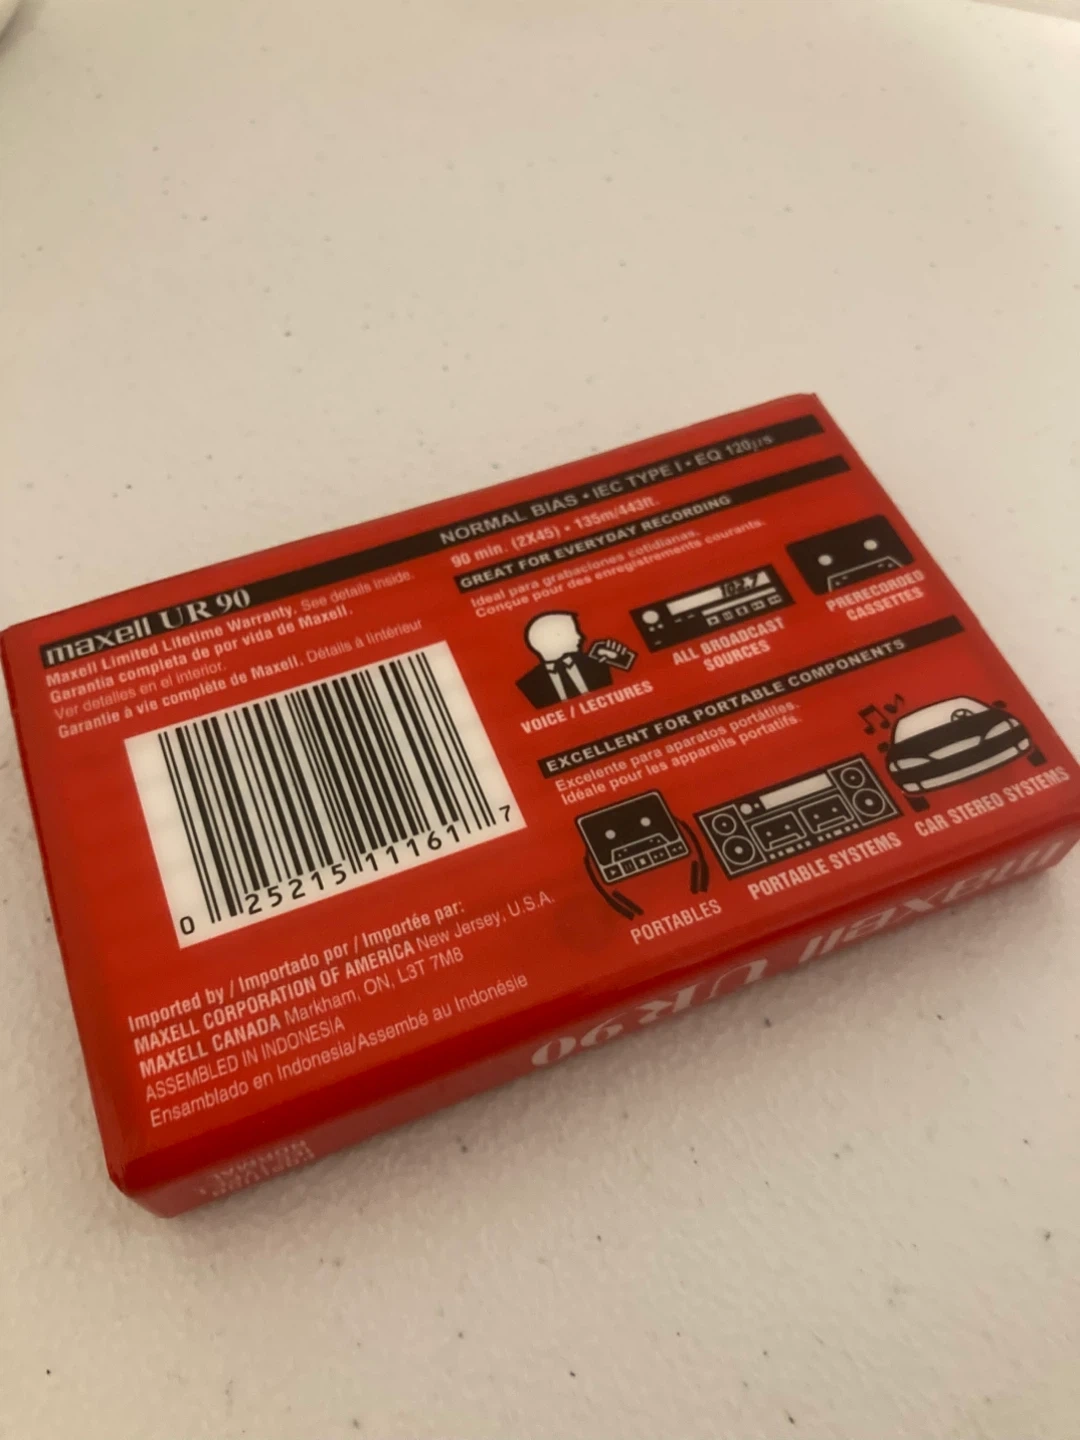 maxell UR 90
NORMAL BIAS • IEC TYPE I • EQ 120µs
Maxell Limited Lifetime Warranty. See details inside.
Garantía completa de por vida de Maxell.
Ver detalles en el interior.
Garantie à vie complète de Maxell. Détails à l'intérieur
0 25215 11161 7
Imported by / Importado por / Importée par:
MAXELL CORPORATION OF AMERICA New Jersey, U.S.A.
MAXELL CANADA Markham, ON, L3T 7M8
ASSEMBLED IN INDONESIA
Ensamblado en Indonesia/Assembé au Indonésie
90 min. (2X45) • 135m/443ft.
GREAT FOR EVERYDAY RECORDING
Ideal para grabaciones cotidianas.
Conçue pour des enregistrements courants.
VOICE / LECTURES
ALL BROADCAST
SOURCES
PRERECORDED
CASSETTES
EXCELLENT FOR PORTABLE COMPONENTS
Excelente para aparatos portátiles.
Idéale pour les appareils portatifs.
PORTABLES
PORTABLE SYSTEMS
CAR STEREO SYSTEMS
maxell UR 90
NORMAL